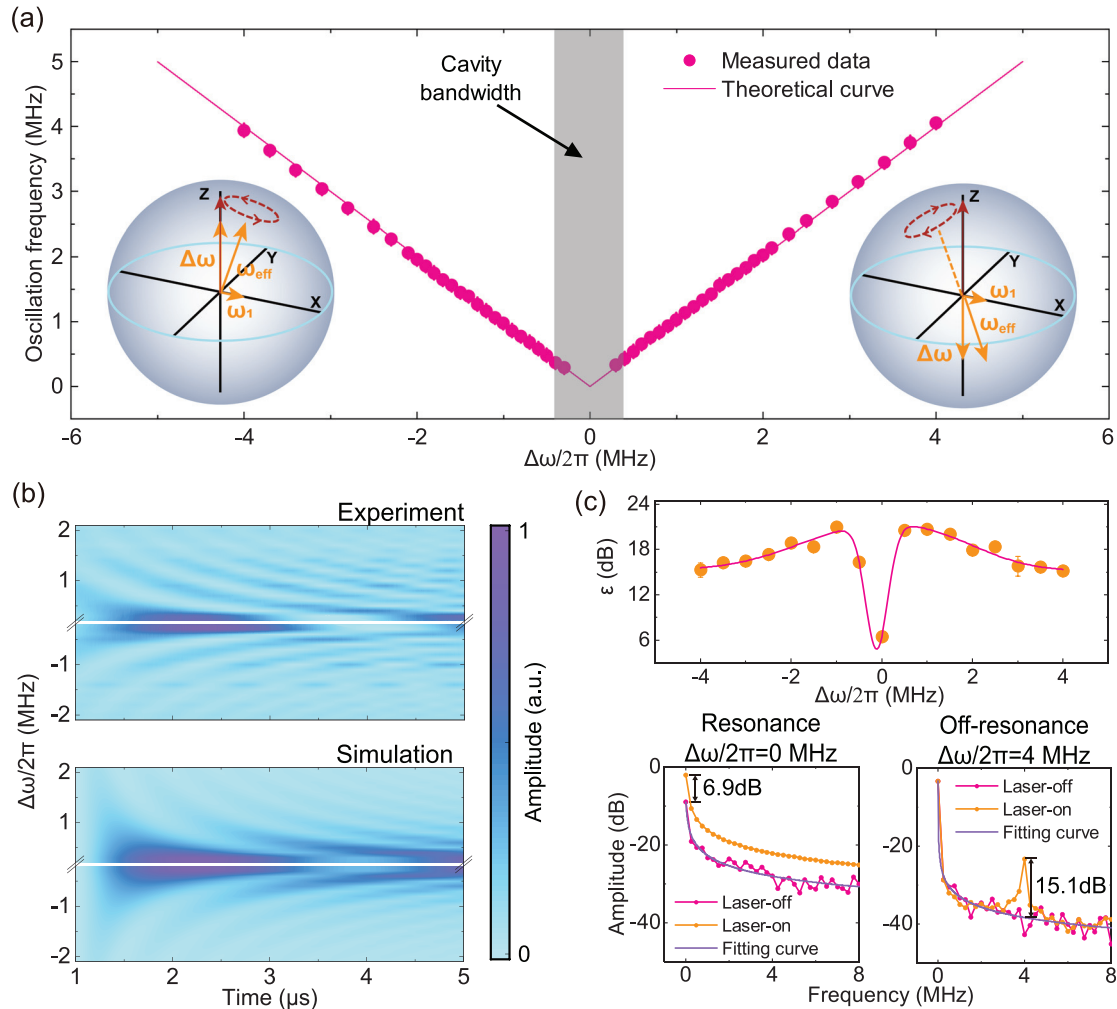 (a)
Oscillation frequency (MHz)
5
4
3
2
1
0
Cavity
bandwidth
Measured data
Theoretical curve
Z
Y
X
Δω
ωeff
ω1
Z
Y
X
ω1
ωeff
Δω
-6
-4
-2
0
2
4
6
Δω/2π (MHz)
(b)
Experiment
2
1
-1
-2
Simulation
2
1
-1
-2
Δω/2π (MHz)
1
2
3
4
5
Time (μs)
1
Amplitude (a.u.)
0
(c)
ε (dB)
24
18
12
6
-4
-2
0
2
4
Δω/2π (MHz)
Resonance
Δω/2π=0 MHz
Amplitude (dB)
0
-20
-40
6.9dB
Laser-off
Laser-on
Fitting curve
0
4
8
Off-resonance
Δω/2π=4 MHz
0
-20
-40
Laser-off
Laser-on
Fitting curve
15.1dB
0
4
8
Frequency (MHz)